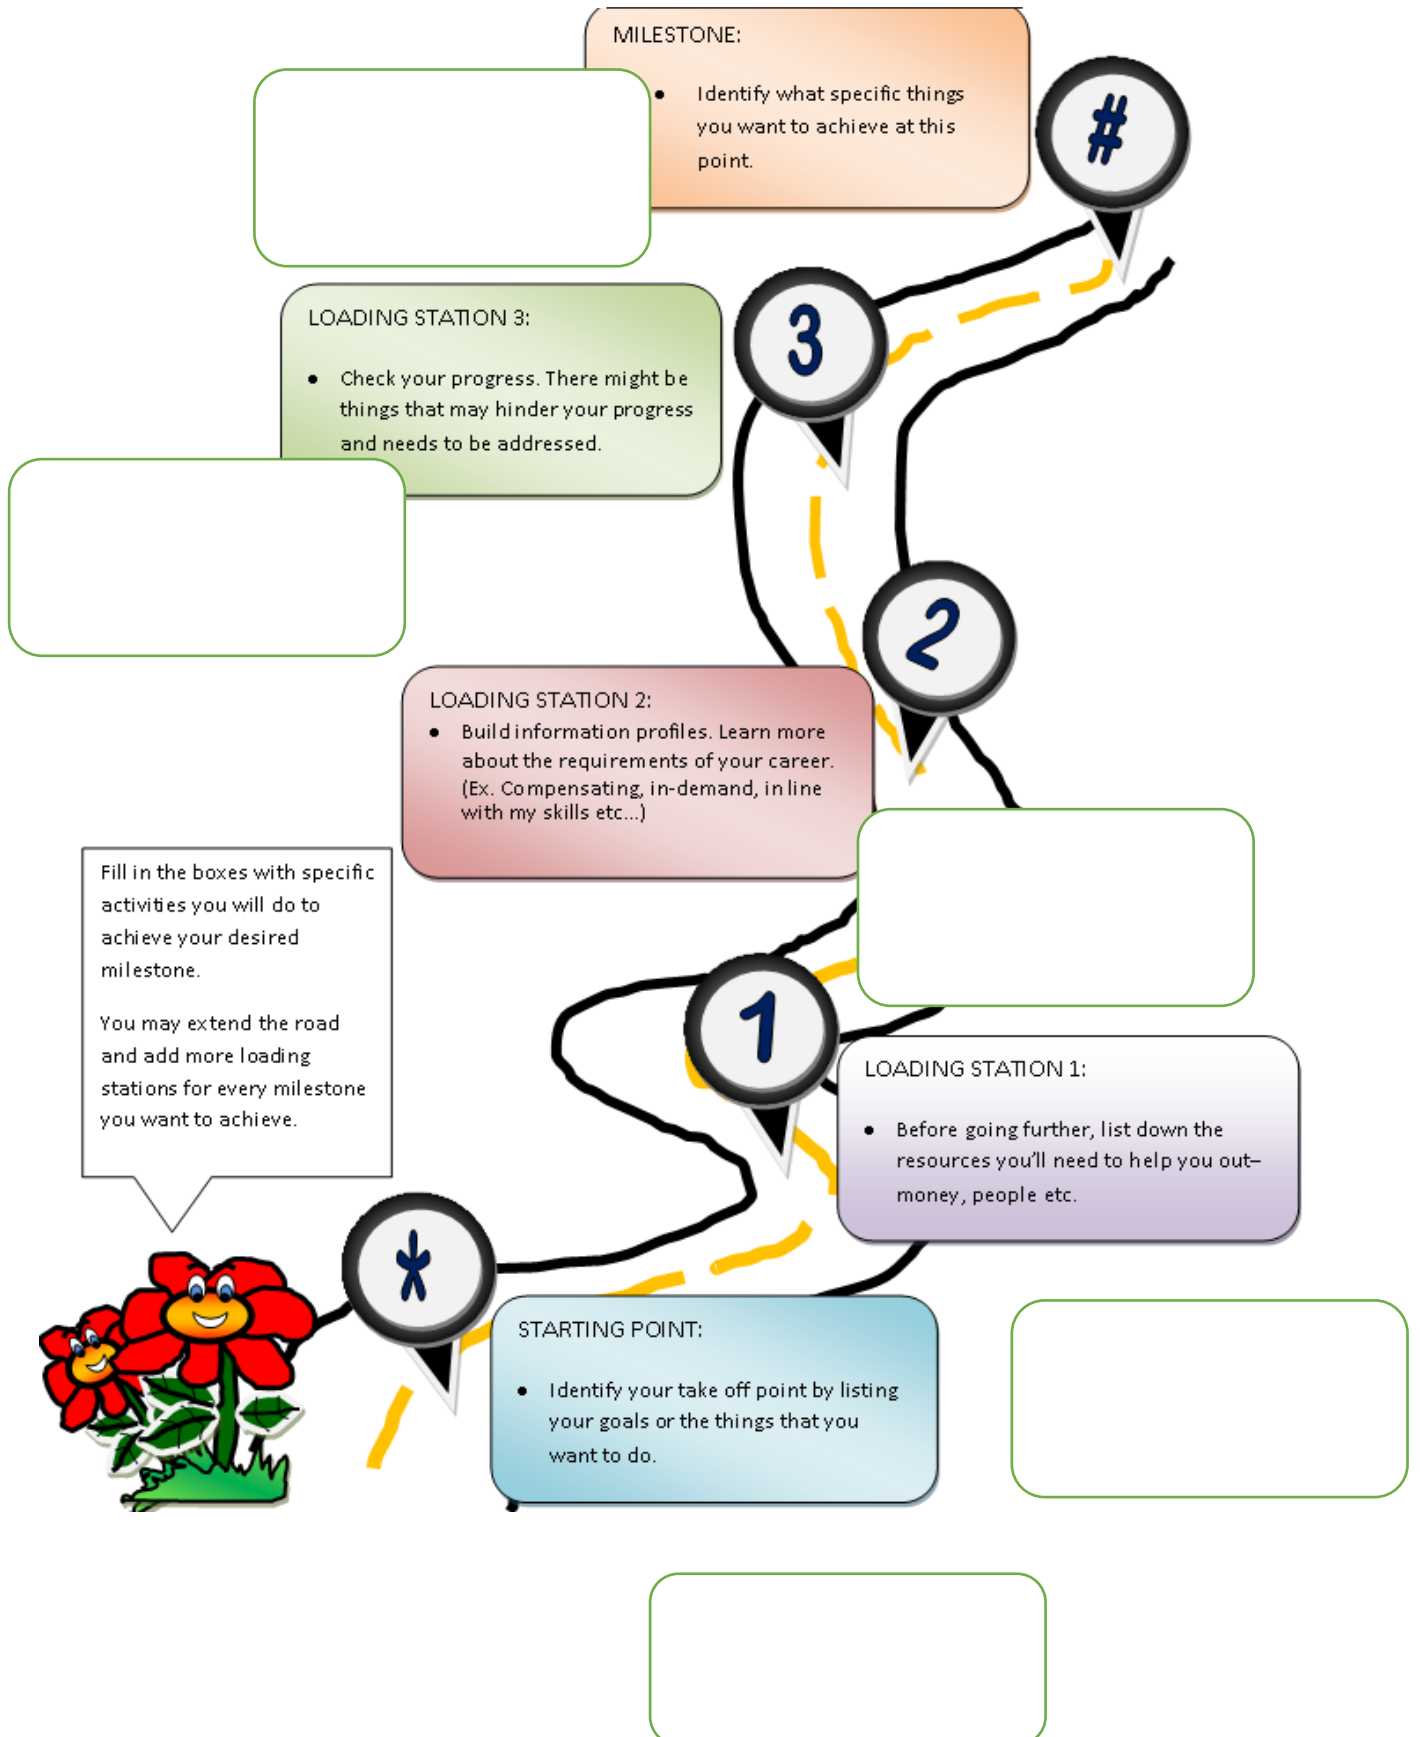 MILESTONE:
● Identify what specific things
you want to achieve at this
point.
#
LOADING STATION 3:
● Check your progress. There might be
things that may hinder your progress
and needs to be addressed.
3
2
LOADING STATION 2:
● Build information profiles. Learn more
about the requirements of your career.
(Ex. Compensating, in-demand, in line
with my skills etc...)
Fill in the boxes with specific
activities you will do to
achieve your desired
milestone.
You may extend the road
and add more loading
stations for every milestone
you want to achieve.
1
LOADING STATION 1:
● Before going further, list down the
resources you’ll need to help you out–
money, people etc.
*
STARTING POINT:
● Identify your take off point by listing
your goals or the things that you
want to do.